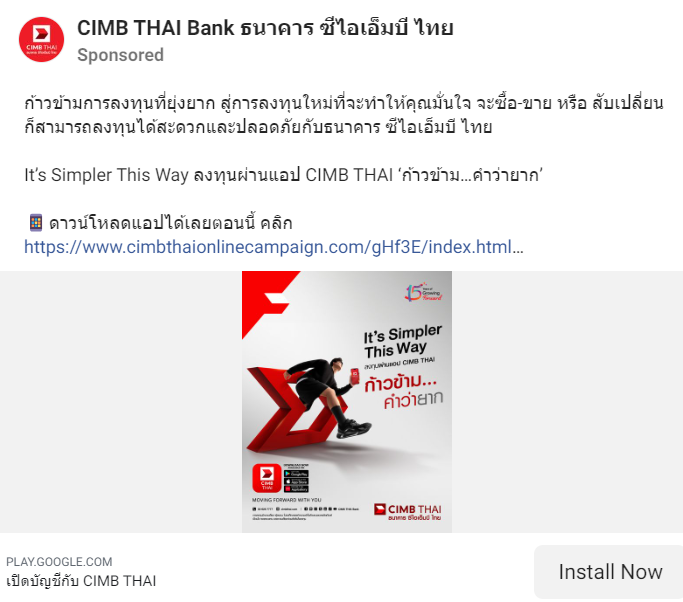 CIMB THAI Bank ธนาคาร ซีไอเอ็มบี ไทย
Sponsored
ก้าวข้ามการลงทุนที่ยุ่งยาก สู่การลงทุนใหม่ที่จะทำให้คุณมั่นใจ จะซื้อ-ขาย หรือ สับเปลี่ยน
ก็สามารถลงทุนได้สะดวกและปลอดภัยกับธนาคาร ซีไอเอ็มบี ไทย
It’s Simpler This Way ลงทุนผ่านแอป CIMB THAI ‘ก้าวข้าม...คำว่ายาก’
ดาวน์โหลดแอปได้เลยตอนนี้ คลิก
https://www.cimbthaionlinecampaign.com/gHf3E/index.html...
It's Simpler
This Way
ลงทุนผ่านแอป CIMB THAI
ก้าวข้าม...
คำว่ายาก
CIMB
THAI
MOVING FORWARD WITH YOU
CIMB THAI
ธนาคาร ซีไอเอ็มบี ไทย
PLAY.GOOGLE.COM
เปิดบัญชีกับ CIMB THAI
Install Now